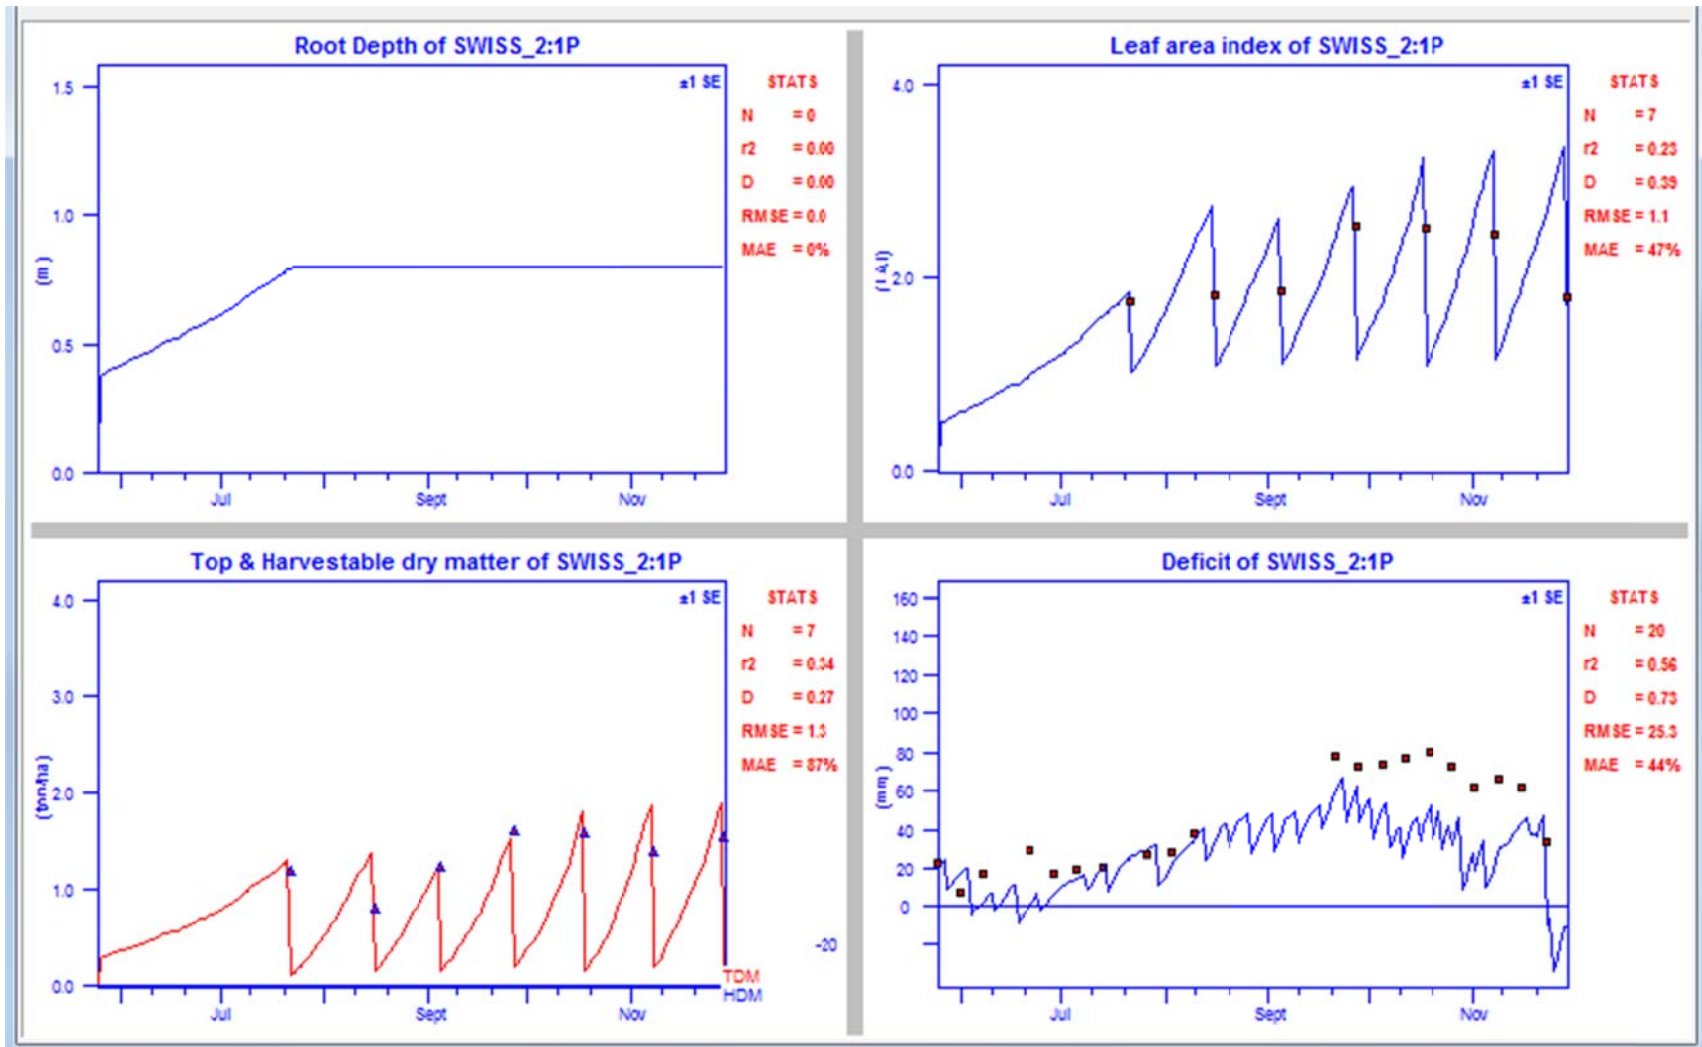 Root Depth of SWISS_2:1P
±1 SE
STATS
N = 0
r2 = 0.00
D = 0.00
RMSE = 0.0
MAE = 0%
1.5
1.0
0.5
0.0
(m)
Jul Sept Nov
Leaf area index of SWISS_2:1P
±1 SE
STATS
N = 7
r2 = 0.23
D = 0.39
RMSE = 1.1
MAE = 47%
4.0
2.0
0.0
(LAI)
Jul Sept Nov
Top & Harvestable dry matter of SWISS_2:1P
±1 SE
STATS
N = 7
r2 = 0.34
D = 0.27
RMSE = 1.3
MAE = 87%
4.0
3.0
2.0
1.0
0.0
(ton/ha)
TDM
HDM
Jul Sept Nov
Deficit of SWISS_2:1P
±1 SE
STATS
N = 20
r2 = 0.56
D = 0.73
RMSE = 25.3
MAE = 44%
160
140
120
100
80
60
40
20
0
-20
(mm)
Jul Sept Nov